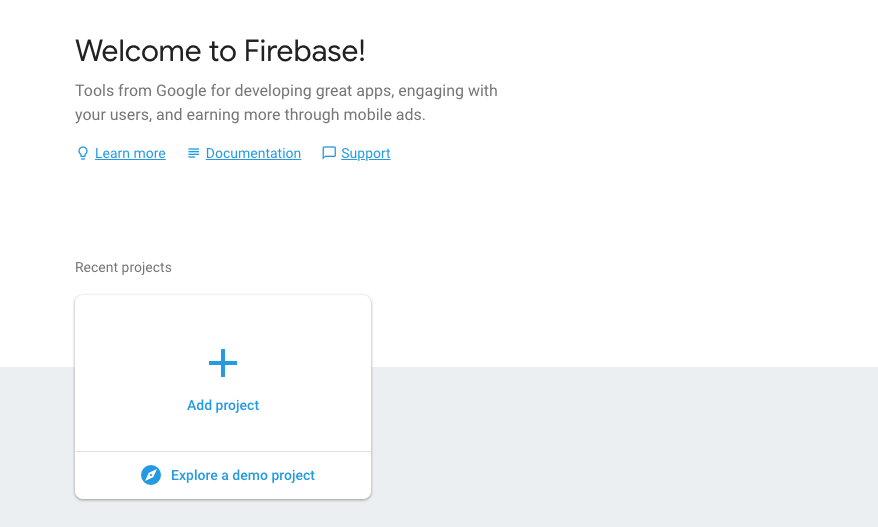 Welcome to Firebase!
Tools from Google for developing great apps, engaging with
your users, and earning more through mobile ads.
Learn more Documentation Support
Recent projects
Add project
Explore a demo project